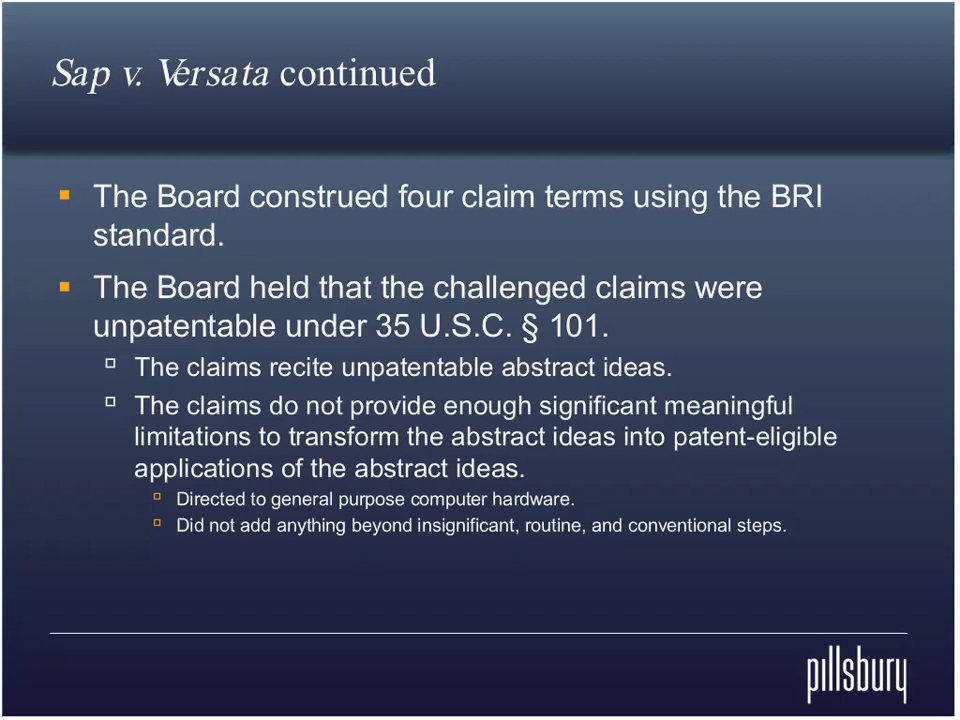 Sap v. Versata continued
The Board construed four claim terms using the BRI
standard.
The Board held that the challenged claims were
unpatentable under 35 U.S.C. § 101.
The claims recite unpatentable abstract ideas.
The claims do not provide enough significant meaningful
limitations to transform the abstract ideas into patent-eligible
applications of the abstract ideas.
Directed to general purpose computer hardware.
Did not add anything beyond insignificant, routine, and conventional steps.
pillsbury